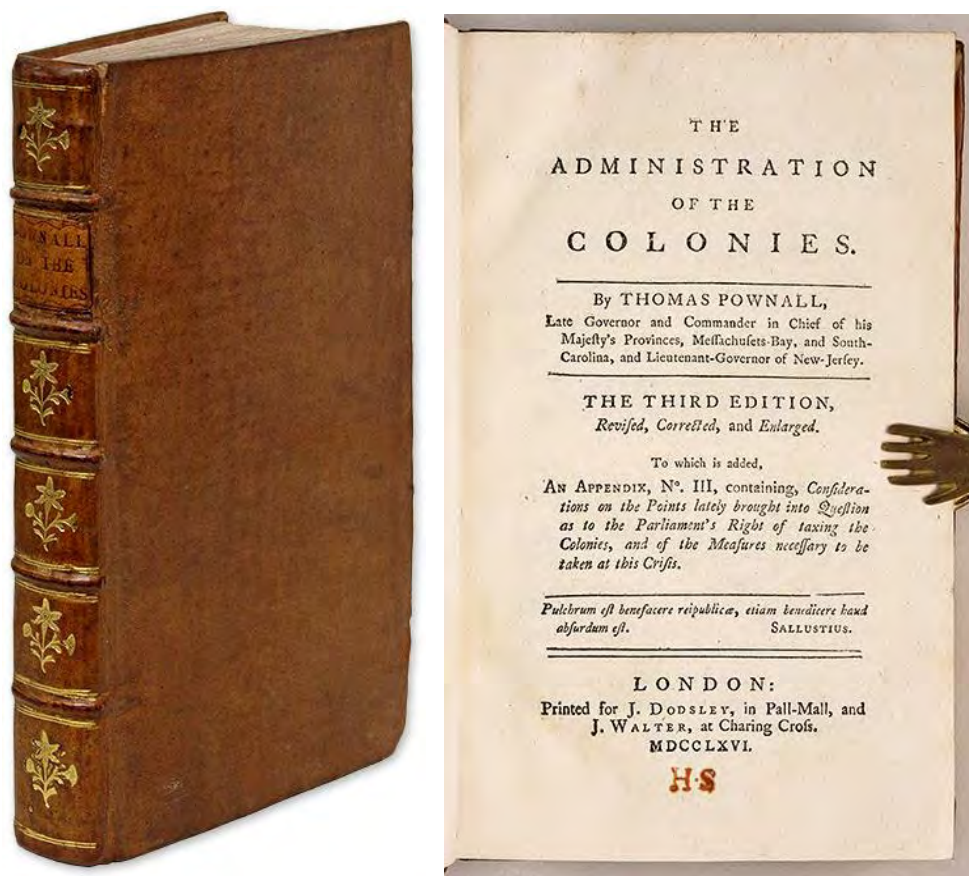 POWNALL
ON THE
COLONIES
THE
ADMINISTRATION
OF THE
COLONIES.
By THOMAS POWNALL,
Late Governor and Commander in Chief of his
Majeſty's Provinces, Meſſachuſets-Bay, and South-
Carolina, and Lieutenant-Governor of New-Jerſey.
THE THIRD EDITION,
Reviſed, Corrected, and Enlarged.
To which is added,
AN APPENDIX, Nº. III, containing, Conſidera-
tions on the Points lately brought into Queſtion
as to the Parliament's Right of taxing the
Colonies, and of the Meaſures neceſſary to be
taken at this Criſis.
Pulchrum eſt benefacere reipublicæ, etiam benedicere haud
abſurdum eſt. SALLUSTIUS.
LONDON:
Printed for J. DODSLEY, in Pall-Mall, and
J. WALTER, at Charing Croſs.
MDCCLXVI.
H·S